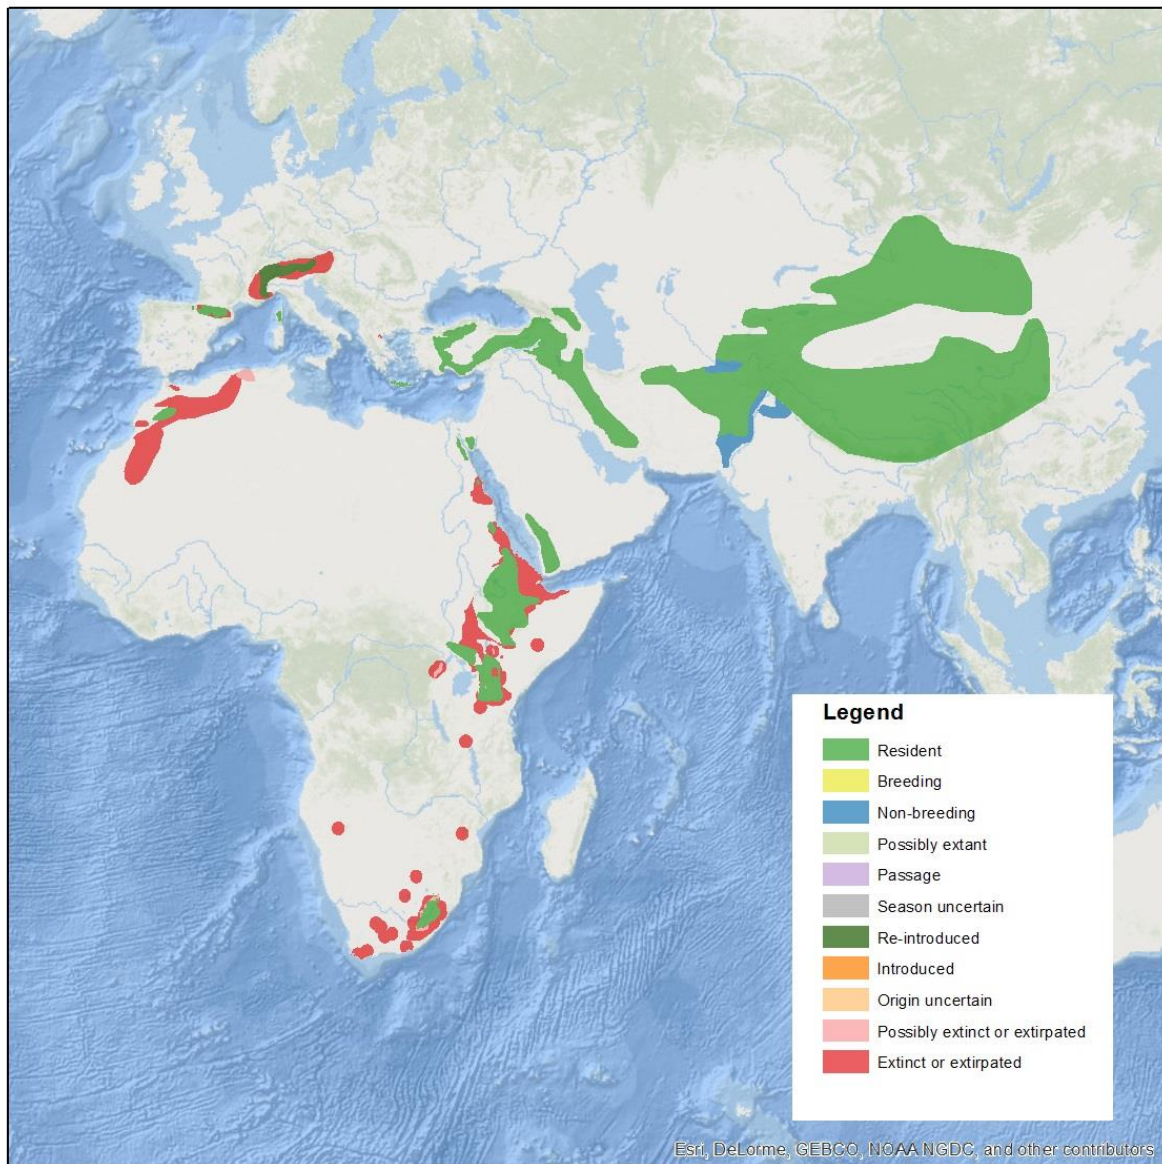 Legend
Resident
Breeding
Non-breeding
Possibly extant
Passage
Season uncertain
Re-introduced
Introduced
Origin uncertain
Possibly extinct or extirpated
Extinct or extirpated
Esri, DeLorme, GEBCO, NOAA NGDC, and other contributors